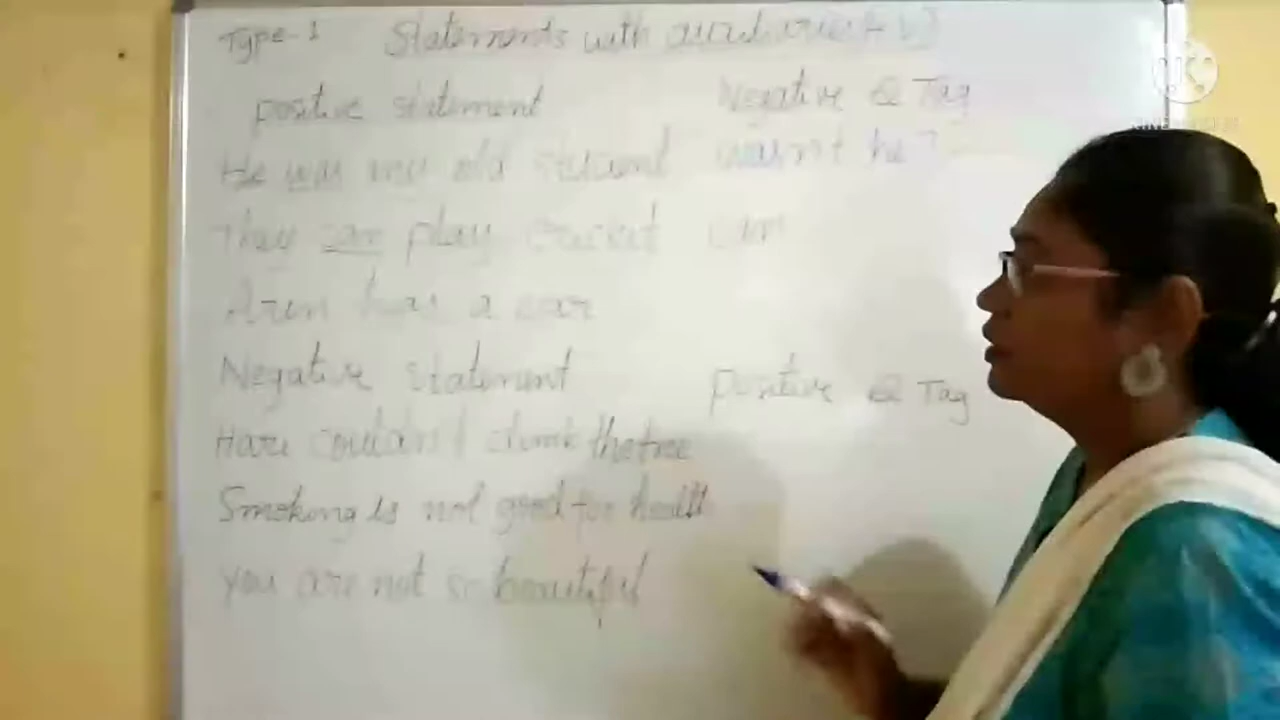 Type-1 Statements with auxiliaries
positive statement Negative Q Tag
He was my old student wasn't he?
They can play cricket can
Arun has a car
Negative statement positive Q Tag
Hari couldn't climb the tree
Smoking is not good for health
you are not so beautiful